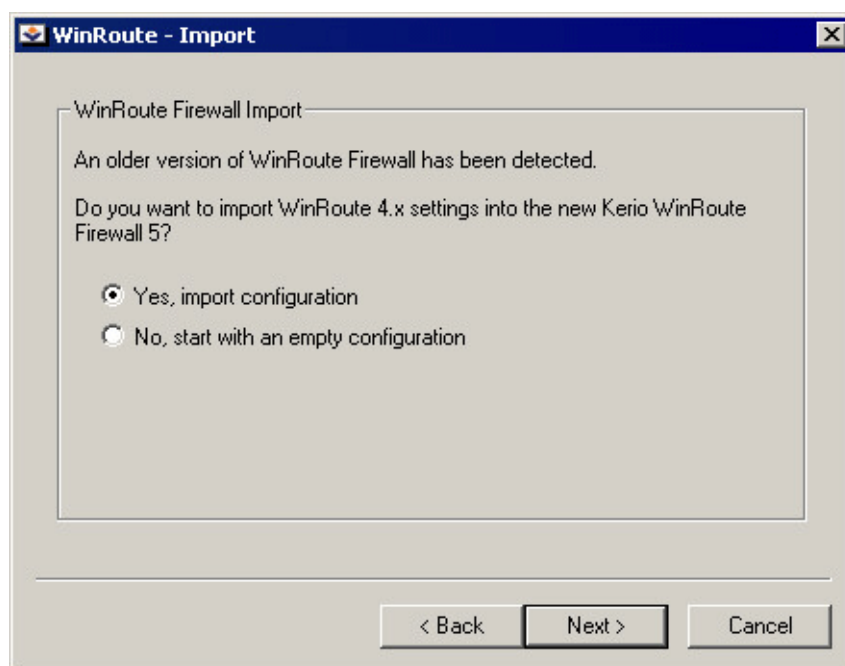 WinRoute - Import
WinRoute Firewall Import
An older version of WinRoute Firewall has been detected.
Do you want to import WinRoute 4.x settings into the new Kerio WinRoute
Firewall 5?
Yes, import configuration
No, start with an empty configuration
< Back
Next >
Cancel